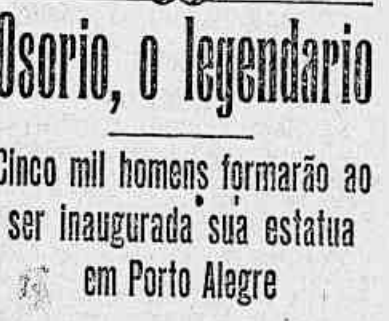 Osorio, o legendario
Cinco mil homens formarão ao
ser inaugurada sua estatua
em Porto Alegre